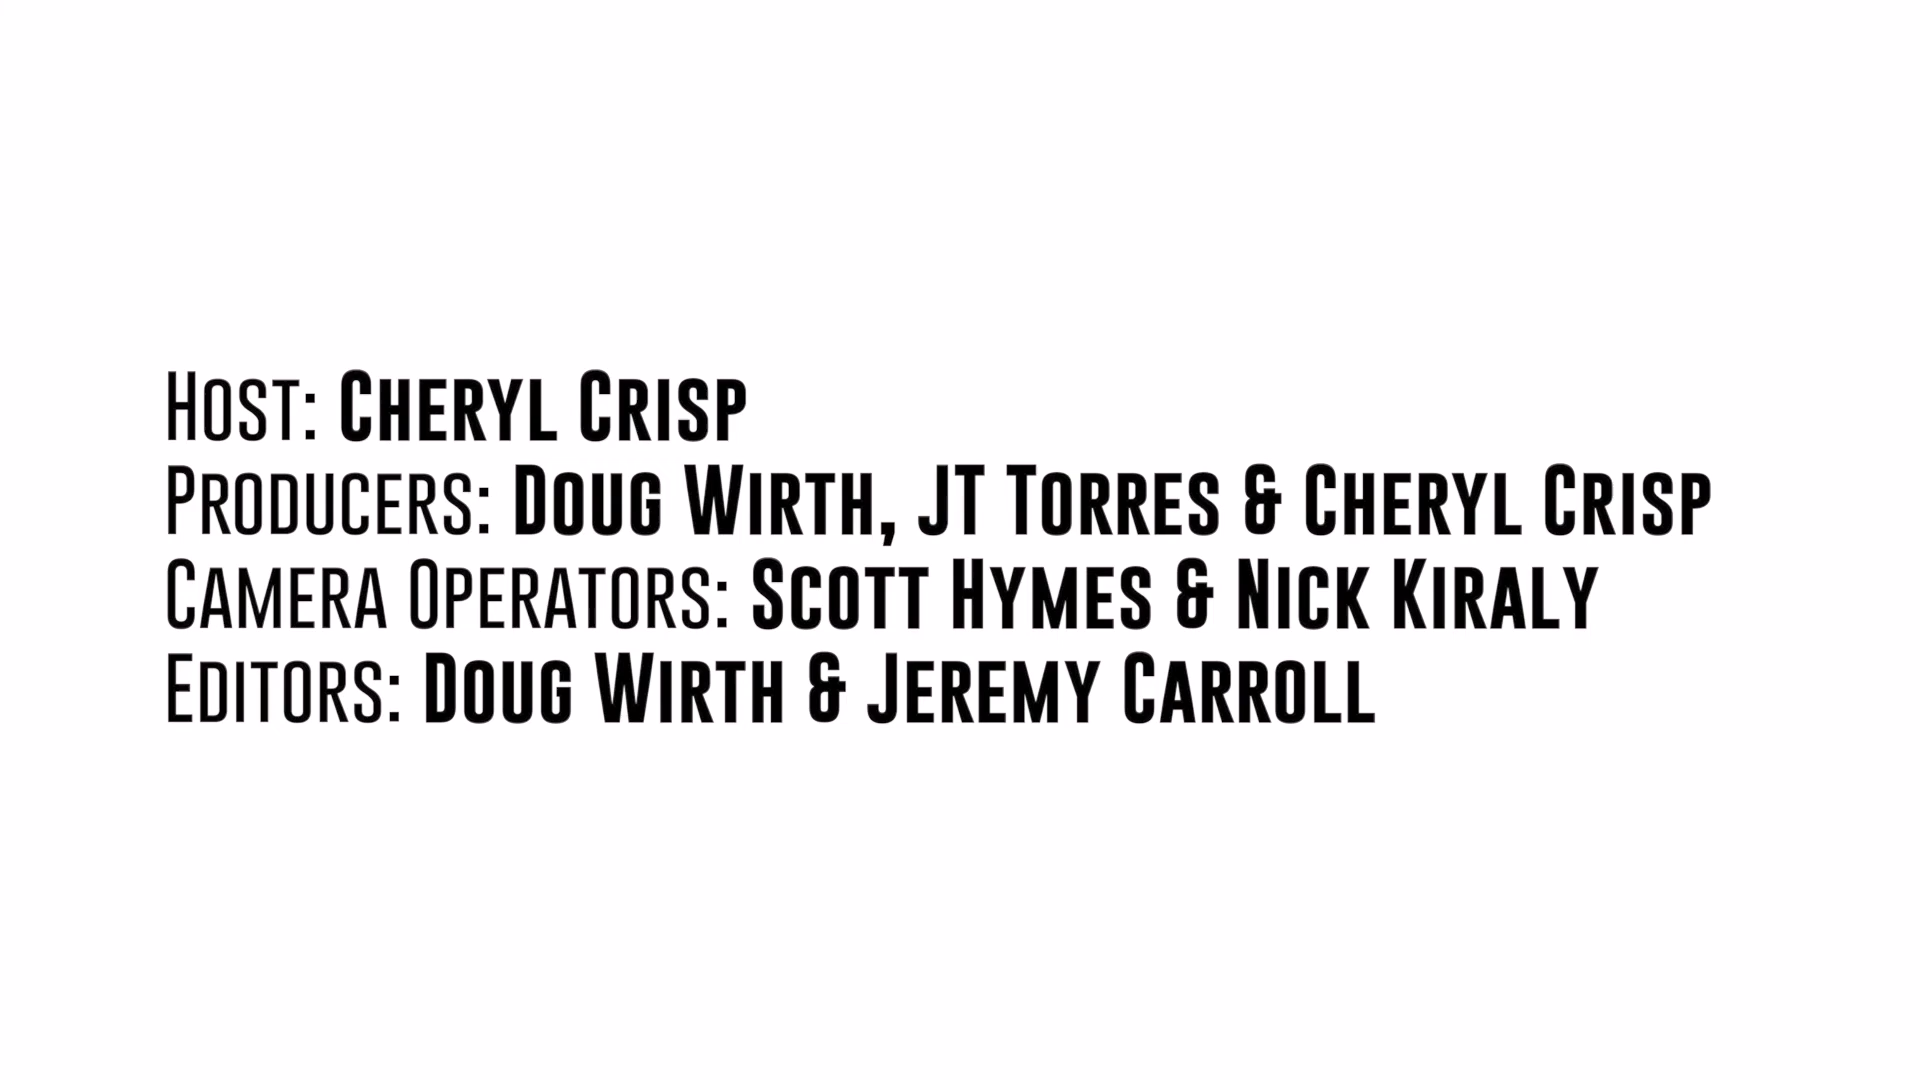 Host: Cheryl Crisp
Producers: Doug Wirth, JT Torres & Cheryl Crisp
Camera Operators: Scott Hymes & Nick Kiraly
Editors: Doug Wirth & Jeremy Carroll